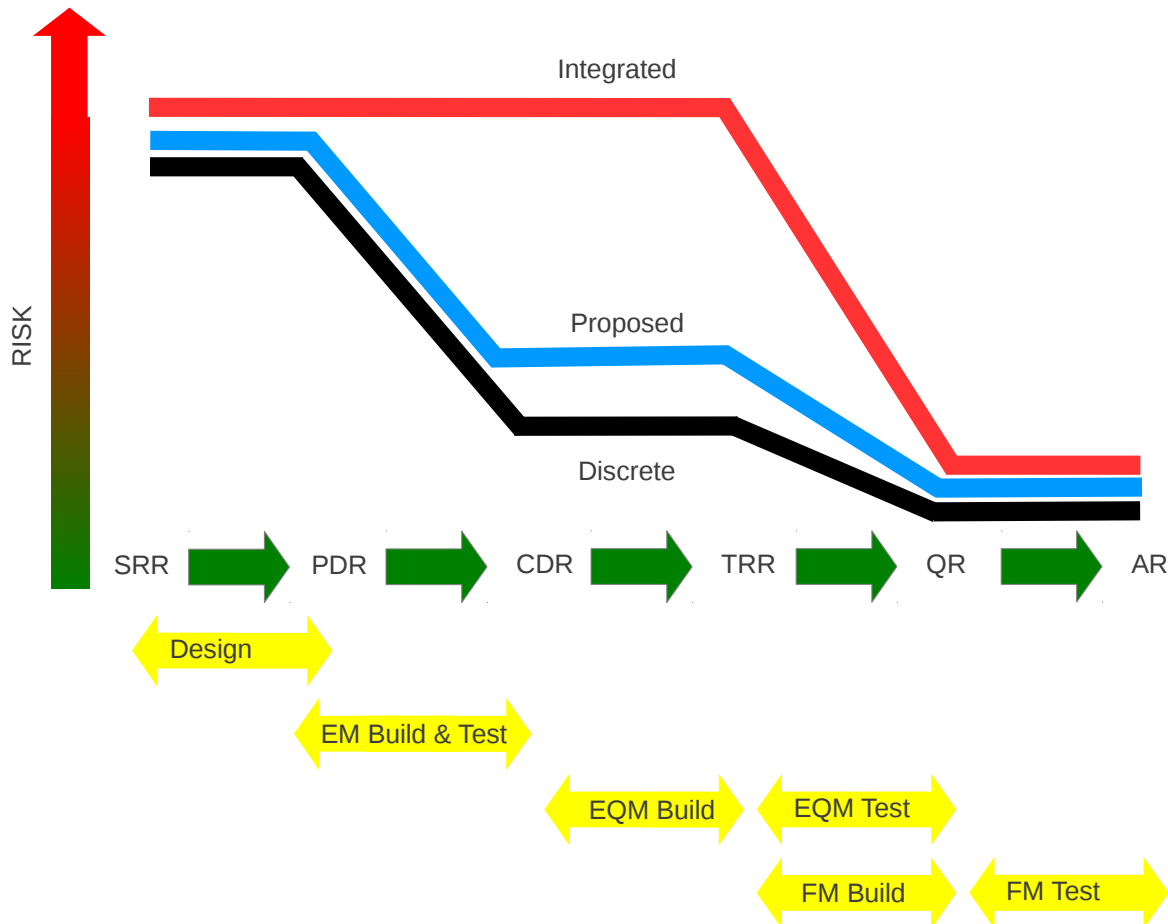 Integrated
RISK
Proposed
Discrete
SRR PDR CDR TRR QR AR
Design
EM Build & Test
EQM Build EQM Test
FM Build FM Test